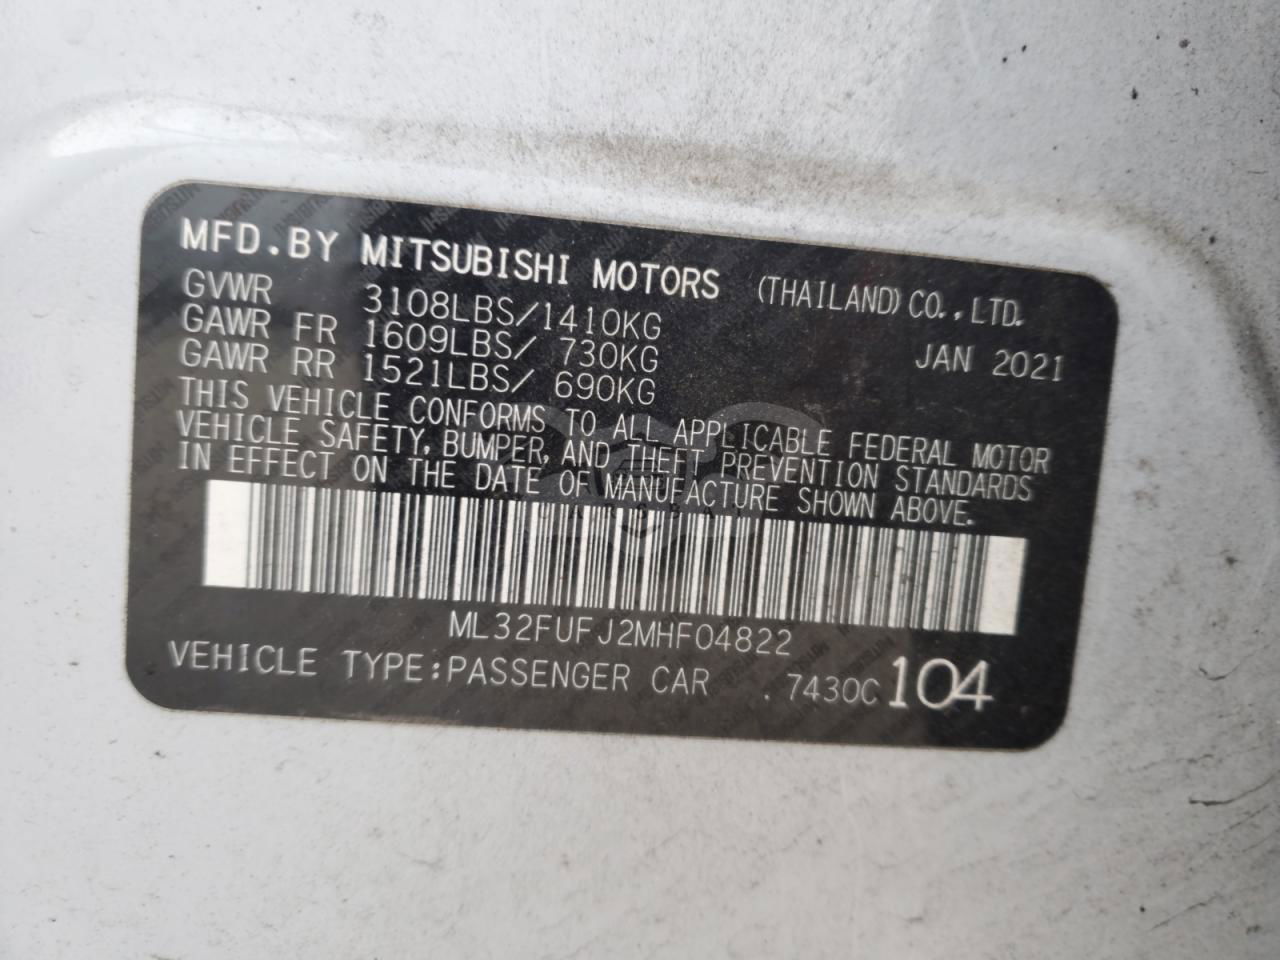 MFD.BY MITSUBISHI MOTORS (THAILAND) CO.,LTD.
GVWR 3108LBS/1410KG JAN 2021
GAWR FR 1609LBS/ 730KG
GAWR RR 1521LBS/ 690KG
THIS VEHICLE CONFORMS TO ALL APPLICABLE FEDERAL MOTOR
VEHICLE SAFETY, BUMPER, AND THEFT PREVENTION STANDARDS
IN EFFECT ON THE DATE OF MANUFACTURE SHOWN ABOVE.
ML32FUFJ2MHF04822
VEHICLE TYPE:PASSENGER CAR . 7430C 104